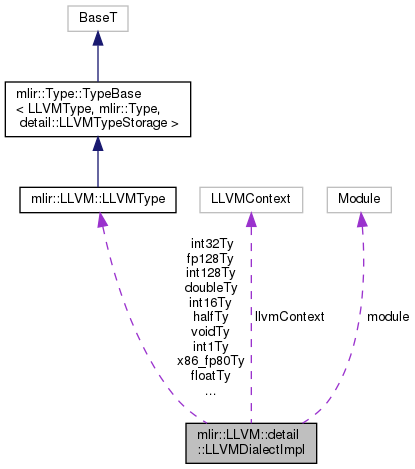 BaseT
mlir::Type::TypeBase
< LLVMType, mlir::Type,
detail::LLVMTypeStorage >
mlir::LLVM::LLVMType
LLVMContext
Module
int32Ty
fp128Ty
int128Ty
doubleTy
int16Ty
halfTy
voidTy
int1Ty
x86_fp80Ty
floatTy
...
llvmContext
module
mlir::LLVM::detail
::LLVMDialectImpl